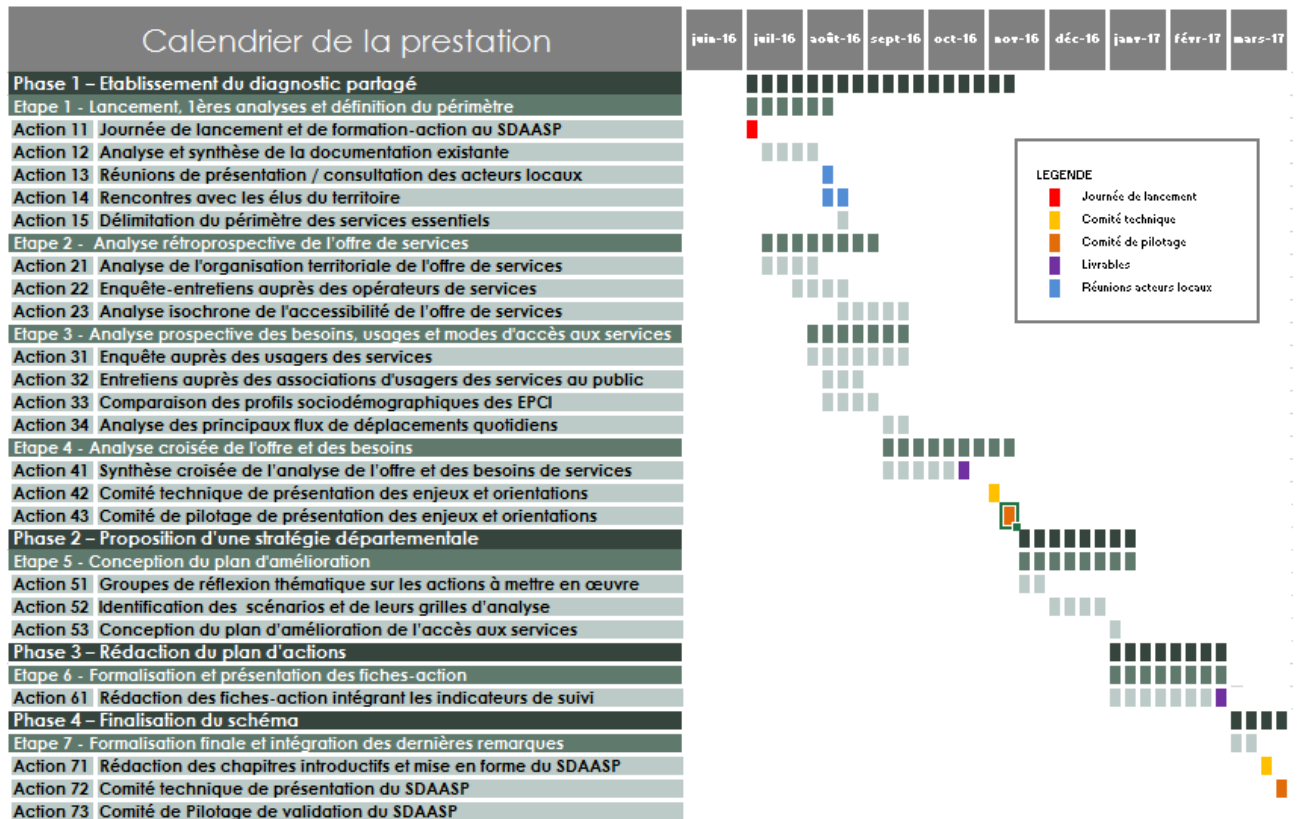 Calendrier de la prestation
juin-16 juil-16 août-16 sept-16 oct-16 nov-16 déc-16 janv-17 févr-17 mars-17
Phase 1 – Etablissement du diagnostic partagé
Etape 1 - Lancement, 1ères analyses et définition du périmètre
Action 11 Journée de lancement et de formation-action au SDAASP
Action 12 Analyse et synthèse de la documentation existante
Action 13 Réunions de présentation / consultation des acteurs locaux
Action 14 Rencontres avec les élus du territoire
Action 15 Délimitation du périmètre des services essentiels
Etape 2 - Analyse rétroprospective de l'offre de services
Action 21 Analyse de l'organisation territoriale de l'offre de services
Action 22 Enquête-entretiens auprès des opérateurs de services
Action 23 Analyse isochrone de l'accessibilité de l'offre de services
Etape 3 - Analyse prospective des besoins, usages et modes d'accès aux services
Action 31 Enquête auprès des usagers des services
Action 32 Entretiens auprès des associations d'usagers des services au public
Action 33 Comparaison des profils sociodémographiques des EPCI
Action 34 Analyse des principaux flux de déplacements quotidiens
Etape 4 - Analyse croisée de l'offre et des besoins
Action 41 Synthèse croisée de l'analyse de l'offre et des besoins de services
Action 42 Comité technique de présentation des enjeux et orientations
Action 43 Comité de pilotage de présentation des enjeux et orientations
Phase 2 – Proposition d'une stratégie départementale
Etape 5 - Conception du plan d'amélioration
Action 51 Groupes de réflexion thématique sur les actions à mettre en œuvre
Action 52 Identification des scénarios et de leurs grilles d'analyse
Action 53 Conception du plan d'amélioration de l'accès aux services
Phase 3 – Rédaction du plan d'actions
Etape 6 - Formalisation et présentation des fiches-action
Action 61 Rédaction des fiches-action intégrant les indicateurs de suivi
Phase 4 – Finalisation du schéma
Etape 7 - Formalisation finale et intégration des dernières remarques
Action 71 Rédaction des chapitres introductifs et mise en forme du SDAASP
Action 72 Comité technique de présentation du SDAASP
Action 73 Comité de Pilotage de validation du SDAASP
LEGENDE
Journée de lancement
Comité technique
Comité de pilotage
Livrables
Réunions acteurs locaux